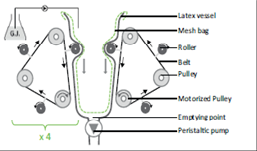 Latex vessel
Mesh bag
G.I.
Roller
Belt
Pulley
Motorized Pulley
x 4
Emptying point
Peristaltic pump